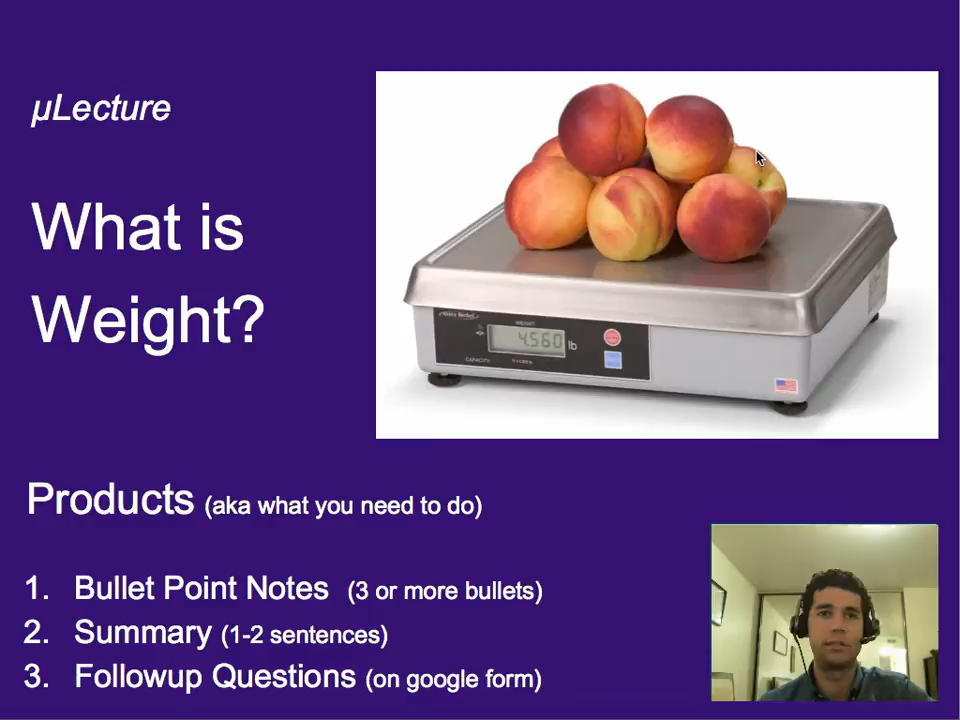 µLecture
What is
Weight?
WEIGHT
4.560 lb
CAPACITY
Products (aka what you need to do)
1. Bullet Point Notes (3 or more bullets)
2. Summary (1-2 sentences)
3. Followup Questions (on google form)